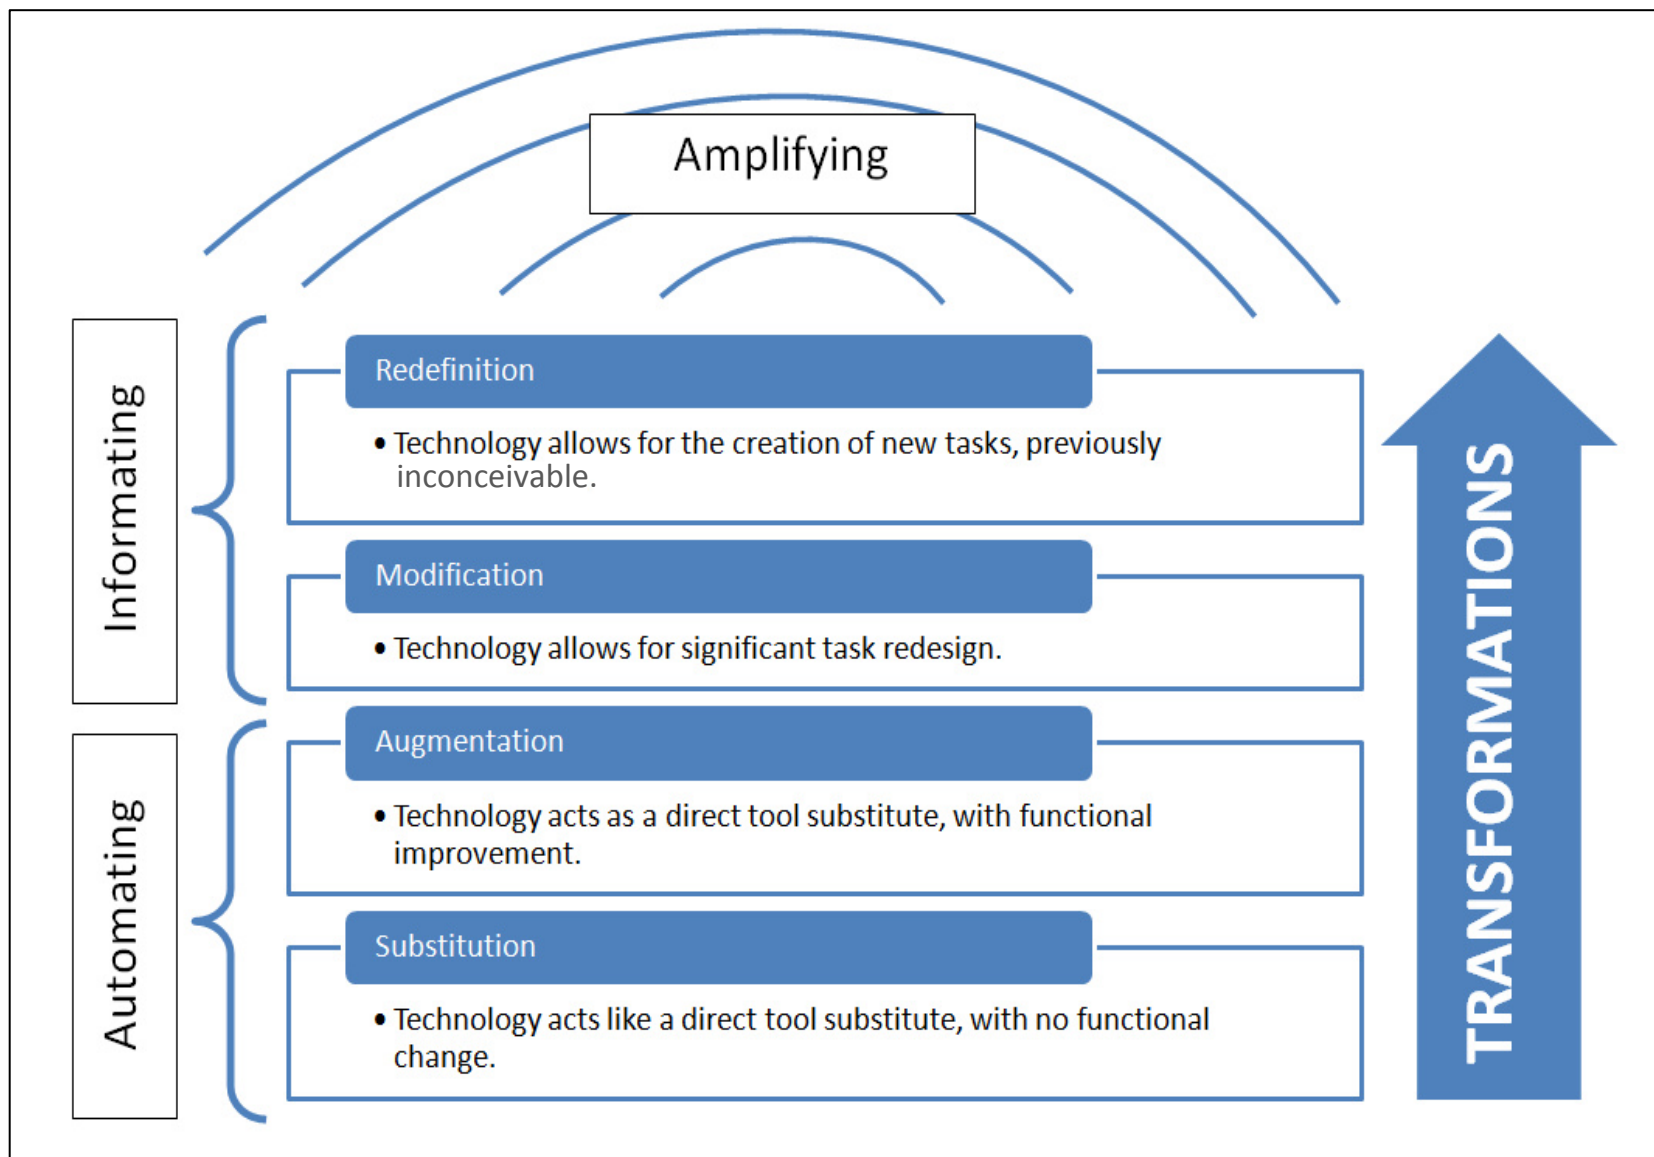 Amplifying
Informating
Redefinition
• Technology allows for the creation of new tasks, previously
inconceivable.
Modification
• Technology allows for significant task redesign.
Automating
Augmentation
• Technology acts as a direct tool substitute, with functional
improvement.
Substitution
• Technology acts like a direct tool substitute, with no functional
change.
TRANSFORMATIONS